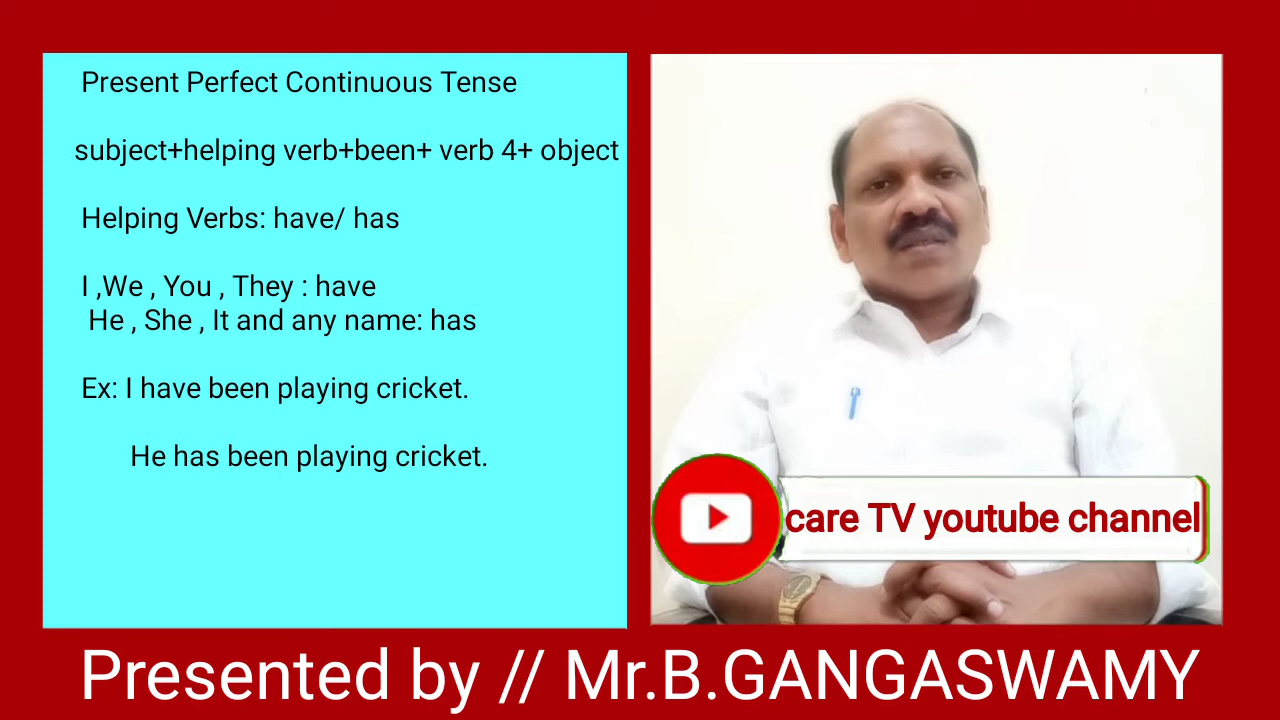 Present Perfect Continuous Tense
subject+helping verb+been+ verb 4+ object
Helping Verbs: have/ has
I ,We , You , They : have
He , She , It and any name: has
Ex: I have been playing cricket.
He has been playing cricket.
care TV youtube channel
Presented by // Mr.B.GANGASWAMY